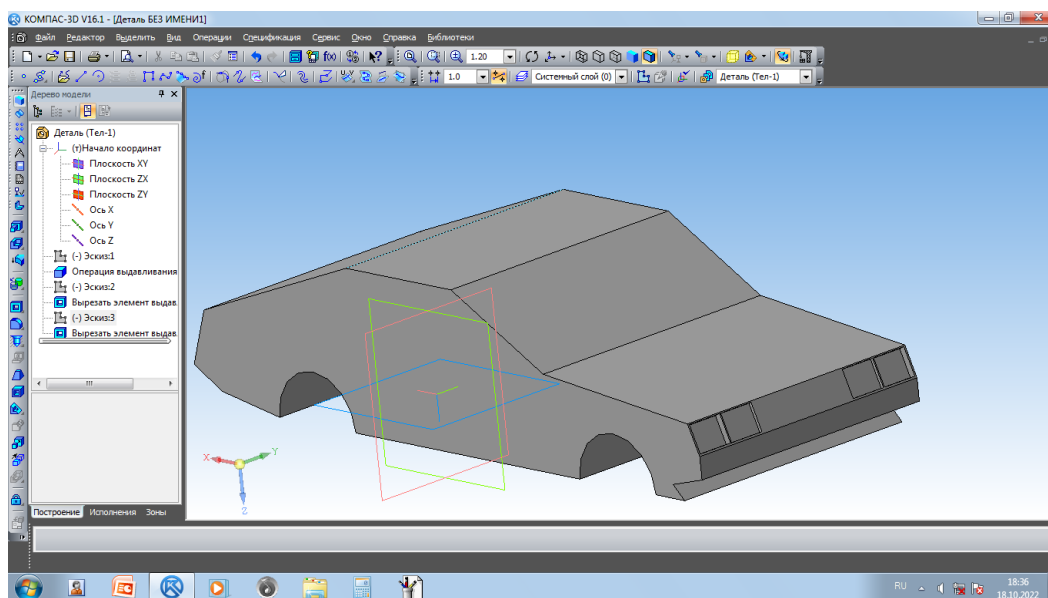 КОМПАС-3D V16.1 - [Деталь БЕЗ ИМЕНИ1]
Файл Редактор Выделить Вид Операции Спецификация Сервис Окно Справка Библиотеки
1.20
1.0 Системный слой (0) Деталь (Тел-1)
Дерево модели
Деталь (Тел-1)
(т)Начало координат
Плоскость XY
Плоскость ZX
Плоскость ZY
Ось X
Ось Y
Ось Z
(-) Эскиз:1
Операция выдавливания
(-) Эскиз:2
Вырезать элемент выдав.
(-) Эскиз:3
Вырезать элемент выдав.
X Y
Z
Построение Исполнения Зоны
RU 18:36
18.10.2022